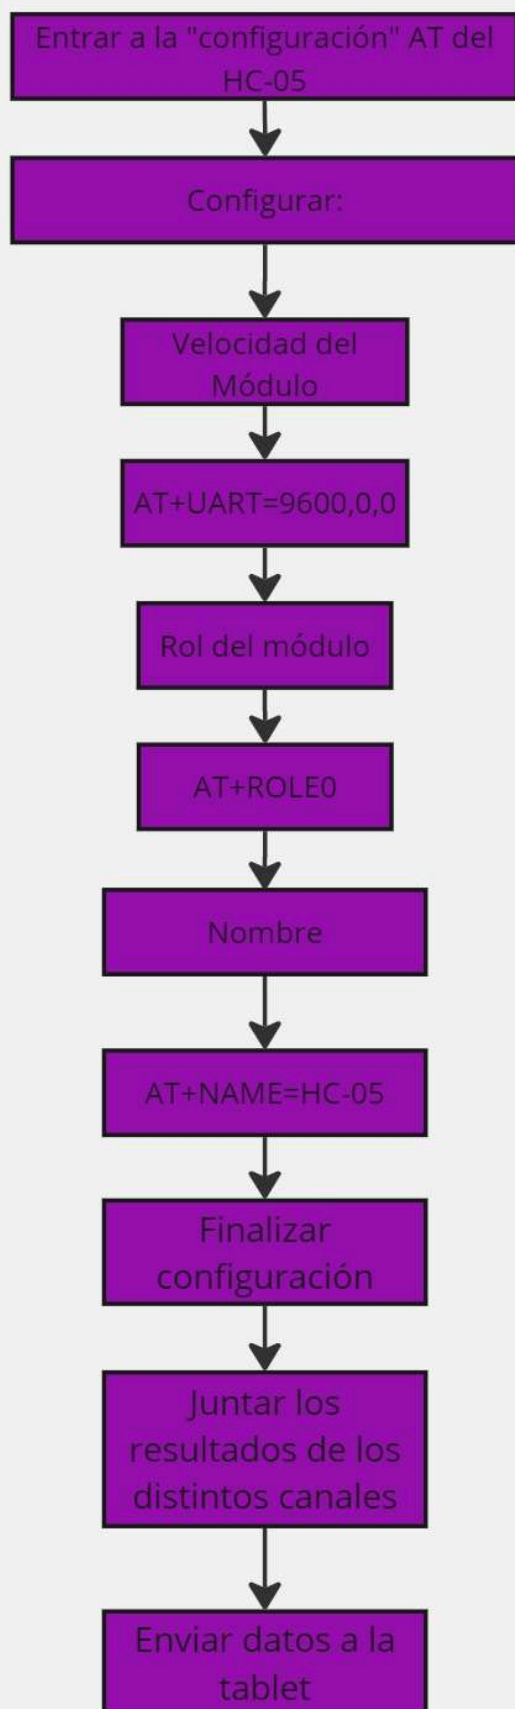 Entrar a la "configuración" AT del
HC-05
Configurar:
Velocidad del
Módulo
AT+UART=9600,0,0
Rol del módulo
AT+ROLE0
Nombre
AT+NAME=HC-05
Finalizar
configuración
Juntar los
resultados de los
distintos canales
Enviar datos a la
tablet